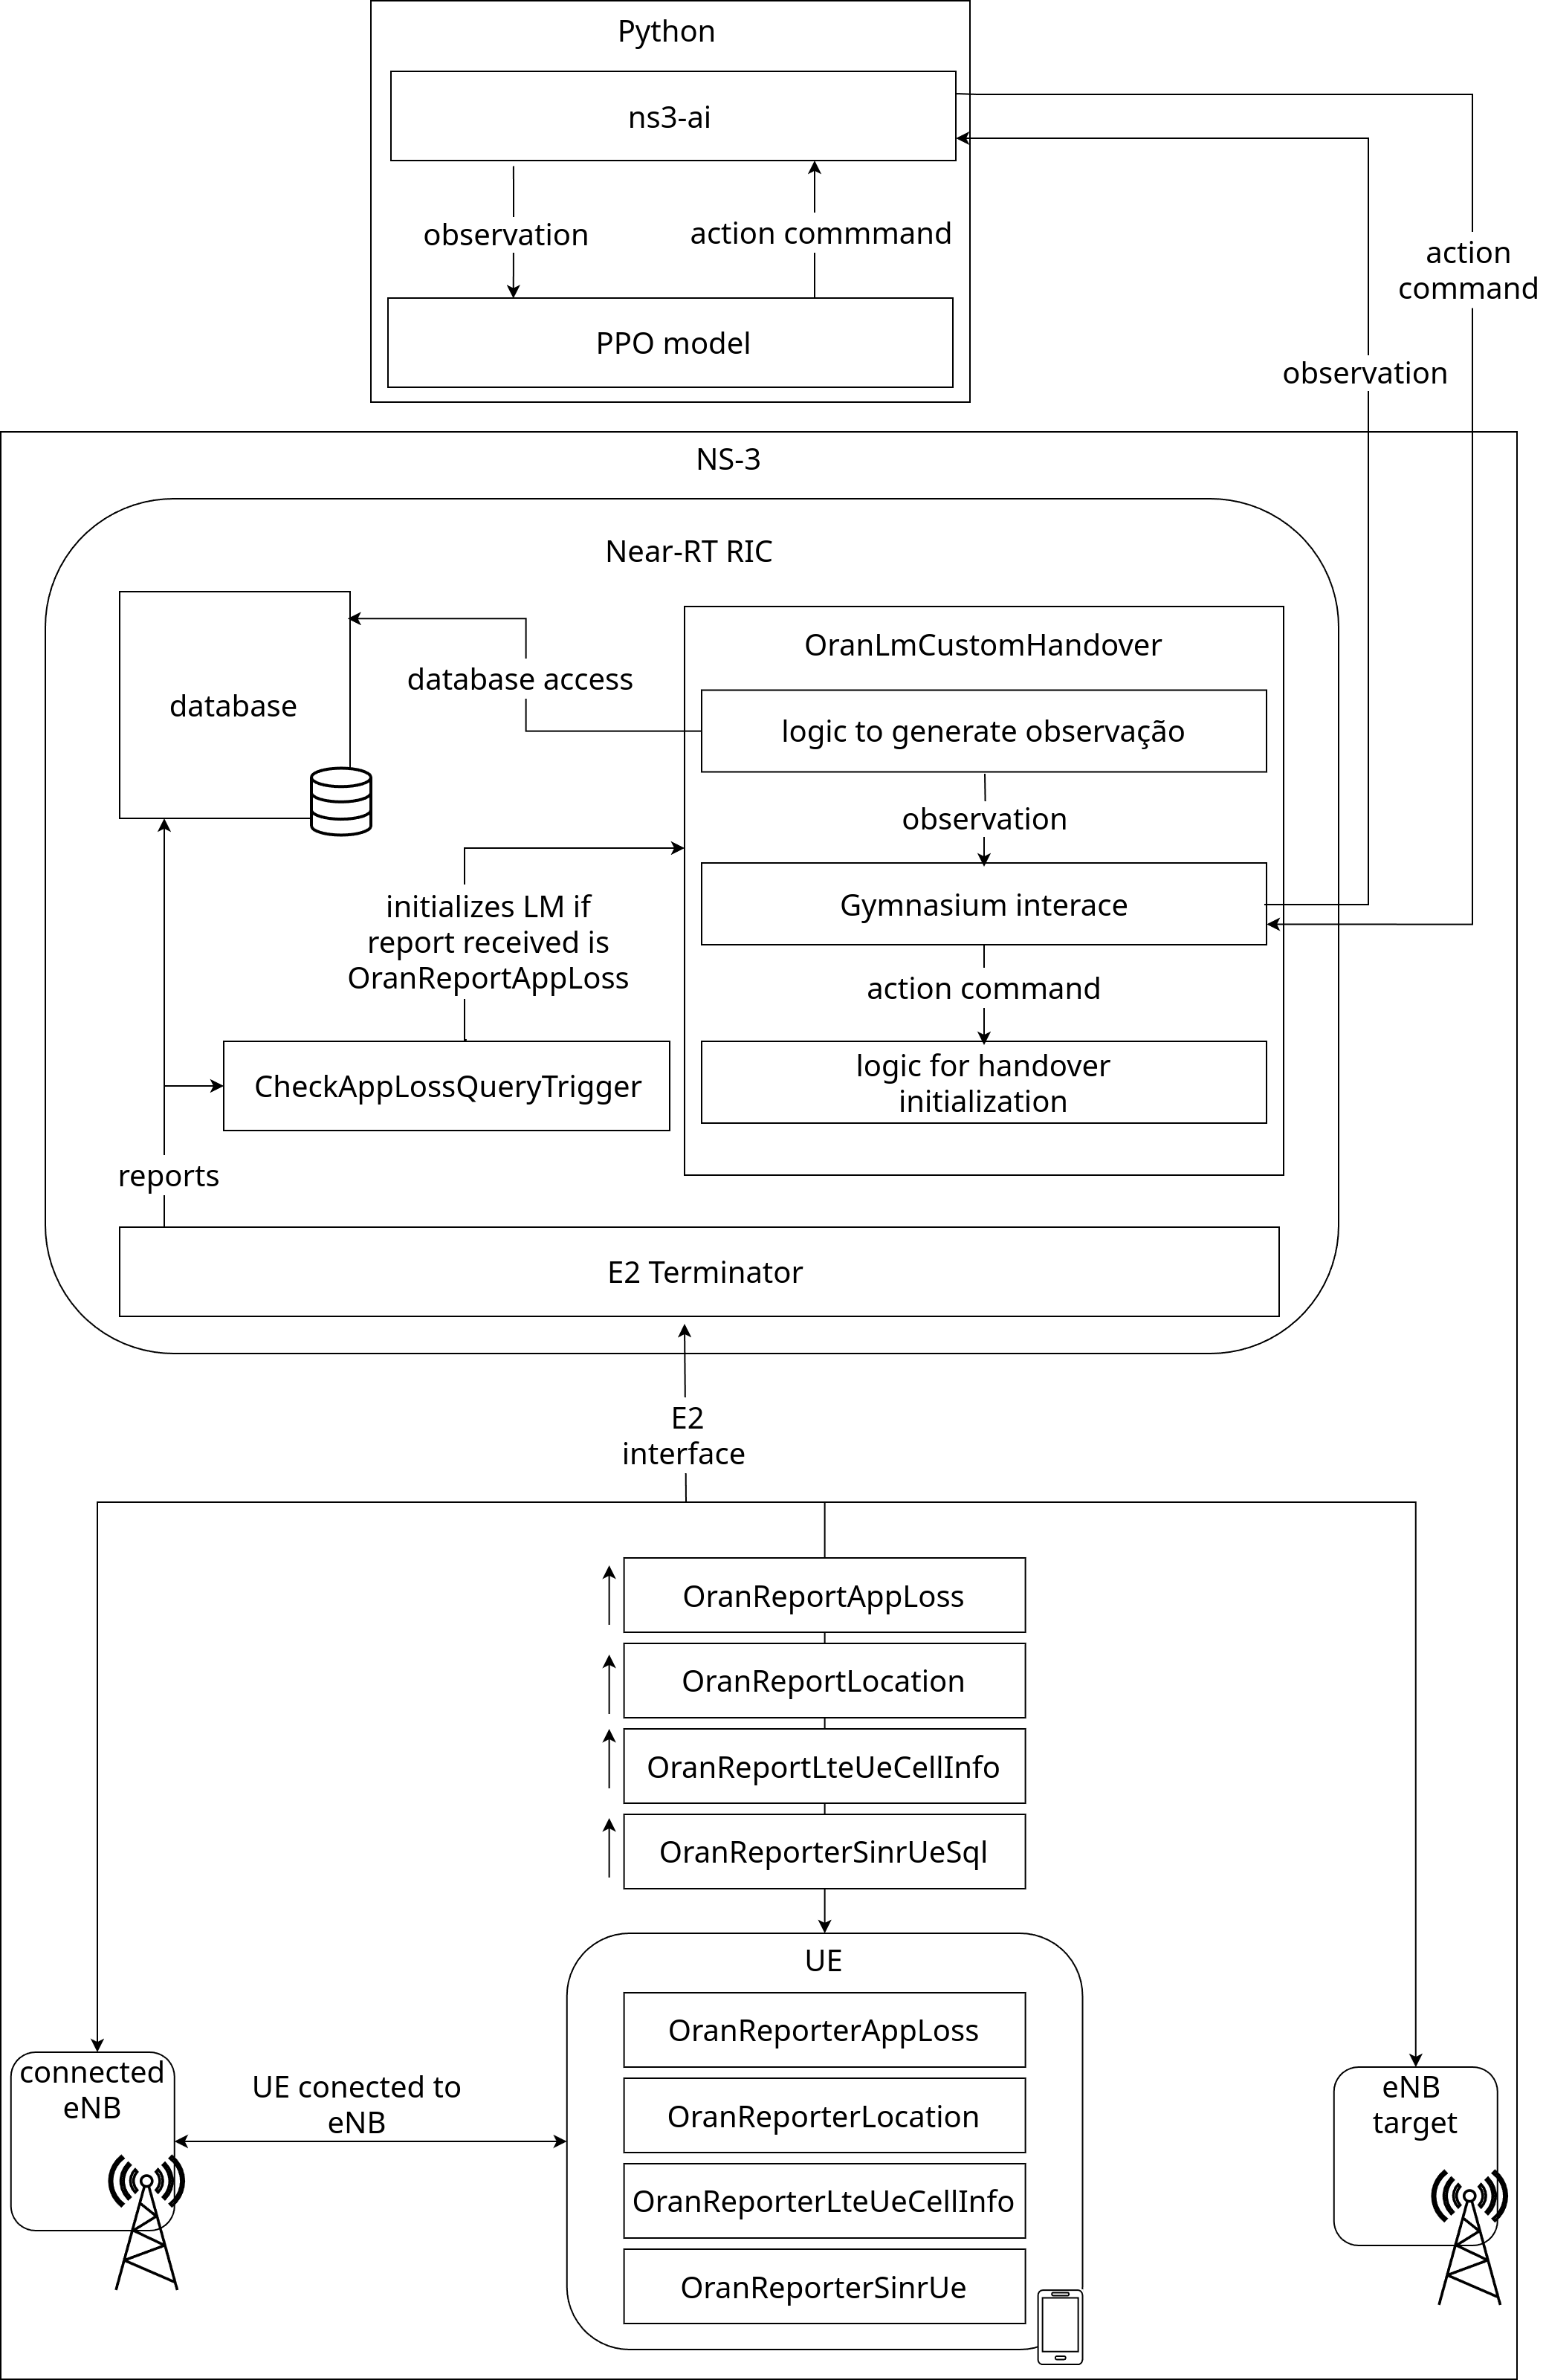 Python
ns3-ai
observation
action commmand
PPO model
action
command
observation
NS-3
Near-RT RIC
database
database access
OranLmCustomHandover
logic to generate observação
observation
Gymnasium interace
action command
logic for handover
initialization
initializes LM if
report received is
OranReportAppLoss
CheckAppLossQueryTrigger
reports
E2 Terminator
E2
interface
OranReportAppLoss
OranReportLocation
OranReportLteUeCellInfo
OranReporterSinrUeSql
UE
OranReporterAppLoss
OranReporterLocation
OranReporterLteUeCellInfo
OranReporterSinrUe
connected
eNB
UE conected to
eNB
eNB
target